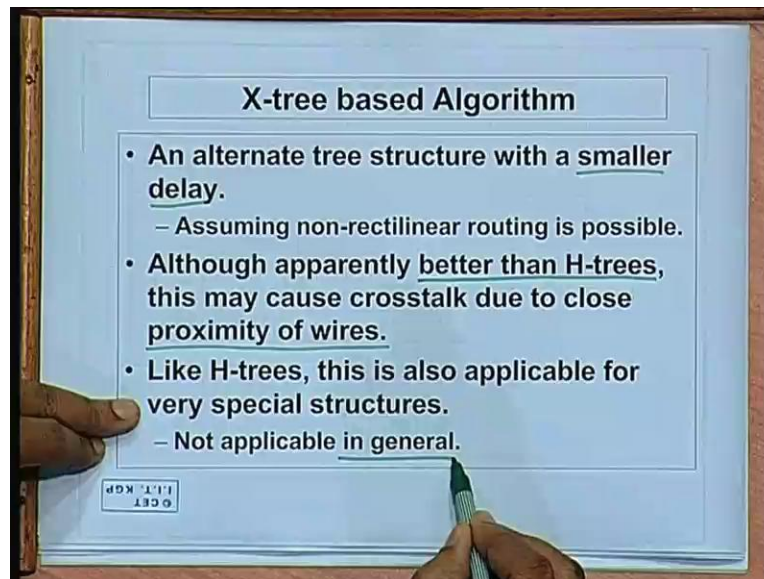 X-tree based Algorithm
• An alternate tree structure with a smaller
delay.
– Assuming non-rectilinear routing is possible.
• Although apparently better than H-trees,
this may cause crosstalk due to close
proximity of wires.
• Like H-trees, this is also applicable for
very special structures.
– Not applicable in general.
© CET
I.I.T. KGP